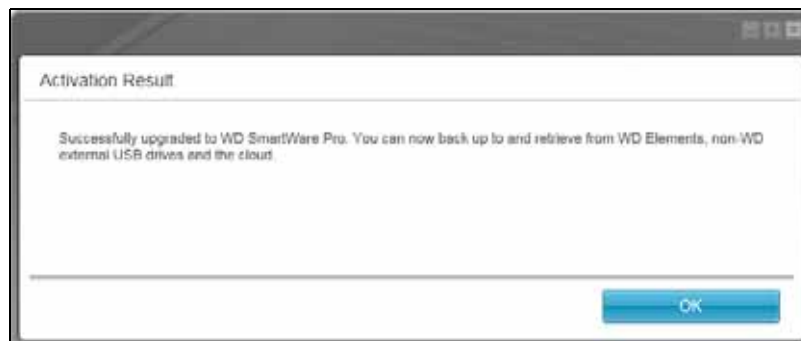 Activation Result
Successfully upgraded to WD SmartWare Pro. You can now back up to and retrieve from WD Elements, non-WD
external USB drives and the cloud.
OK